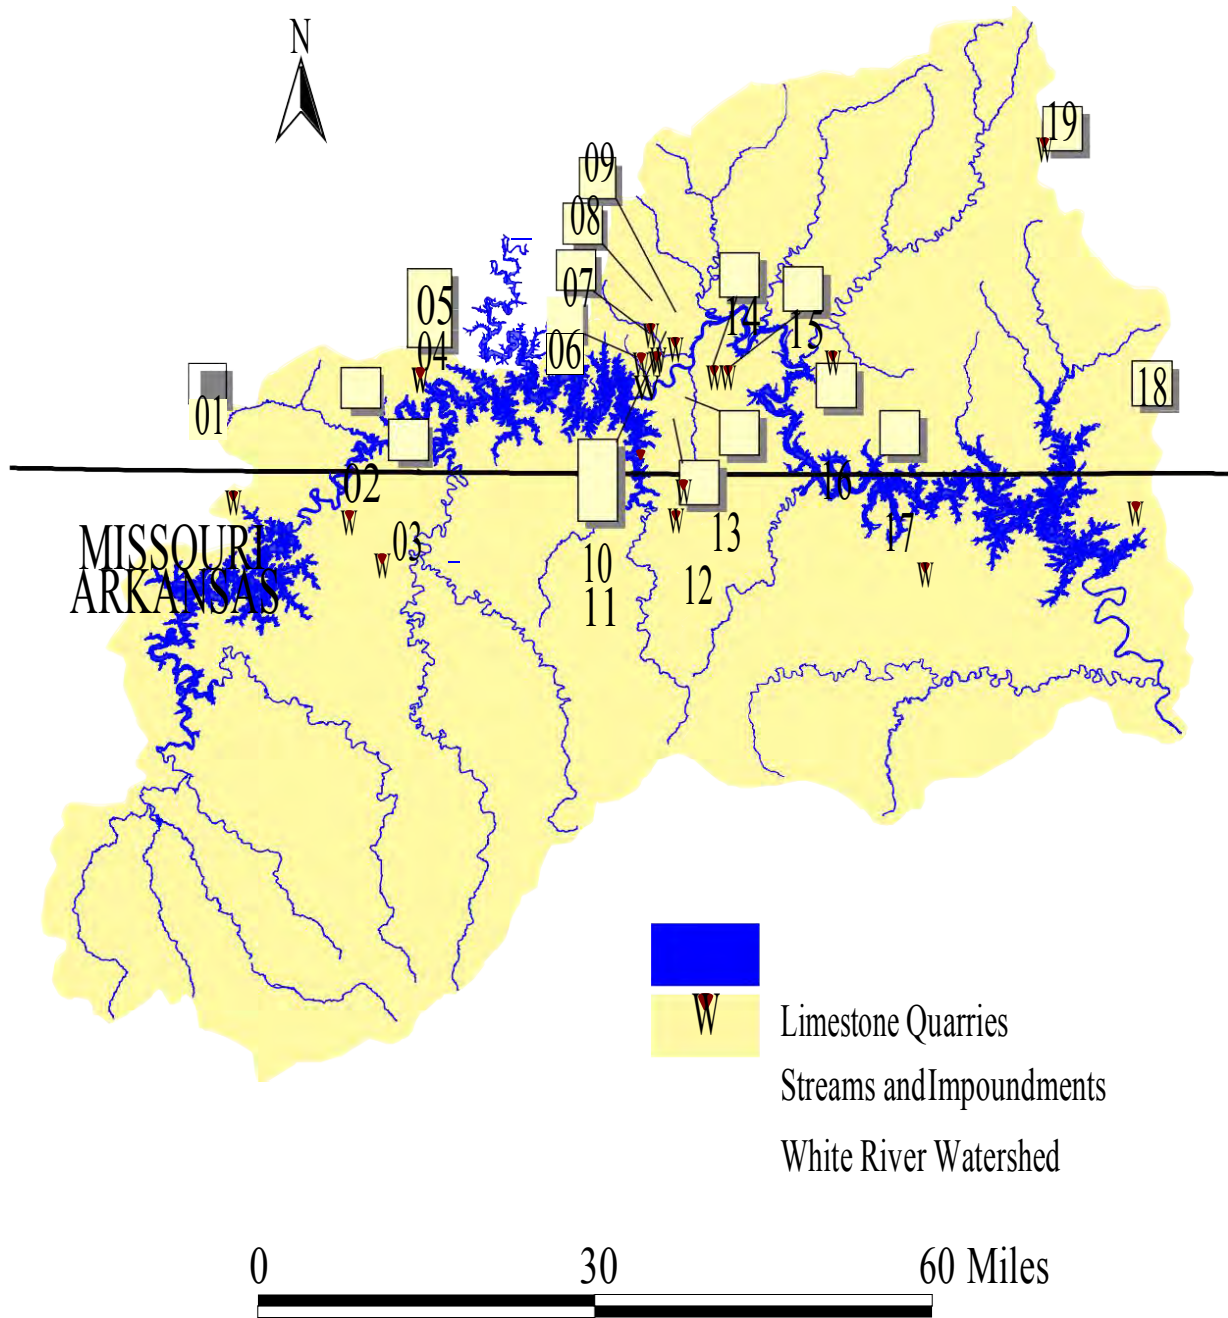 N
19
09
08
07
05
14
15
04
06
18
01
02
16
MISSOURI
03
13
17
ARKANSAS
10
12
11
W
Limestone Quarries
Streams and Impoundments
White River Watershed
0 30 60 Miles